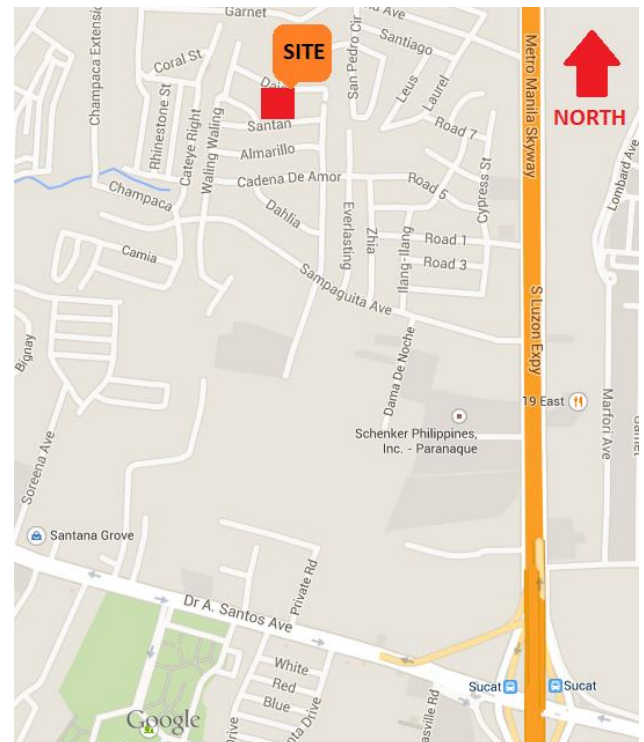 Garnet
Champaca Extension
Coral St.
SITE
San Pedro Cir
Santiago
Metro Manila Skyway
NORTH
Rhinestone St
Cateye Right
Waling Waling
Santan
Leus
Laurel
Road 7
Lombard Ave
Almarillo
Cadena De Amor
Road 5
Cypress St
Champaca
Dahlia
Everlasting
Zhia
Ilang-Ilang
Road 1
Road 3
Camia
Sampaguita Ave
S Luzon Expy
Bignay
Dama De Noche
19 East
Marfori Ave
Schenker Philippines,
Inc. - Paranaque
Soreena Ave
Santana Grove
Private Rd
Dr A. Santos Ave
White
Red
Blue
Sucat
Sucat
Google